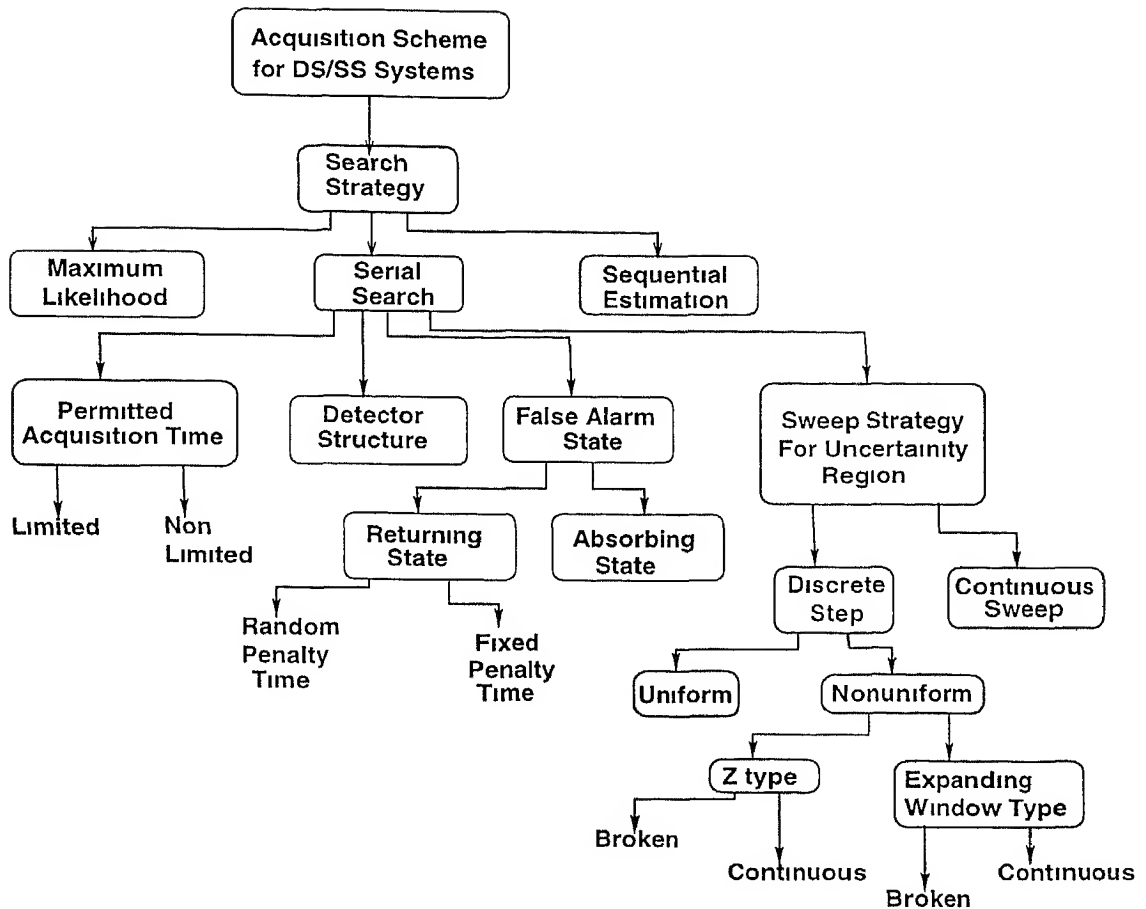 Acquisition Scheme
for DS/SS Systems
Search
Strategy
Maximum
Likelihood
Serial
Search
Sequential
Estimation
Permitted
Acquisition Time
Detector
Structure
False Alarm
State
Sweep Strategy
For Uncertainity
Region
Limited
Non
Limited
Returning
State
Absorbing
State
Discrete
Step
Continuous
Sweep
Random
Penalty
Time
Fixed
Penalty
Time
Uniform
Nonuniform
Z type
Expanding
Window Type
Broken
Continuous
Broken
Continuous